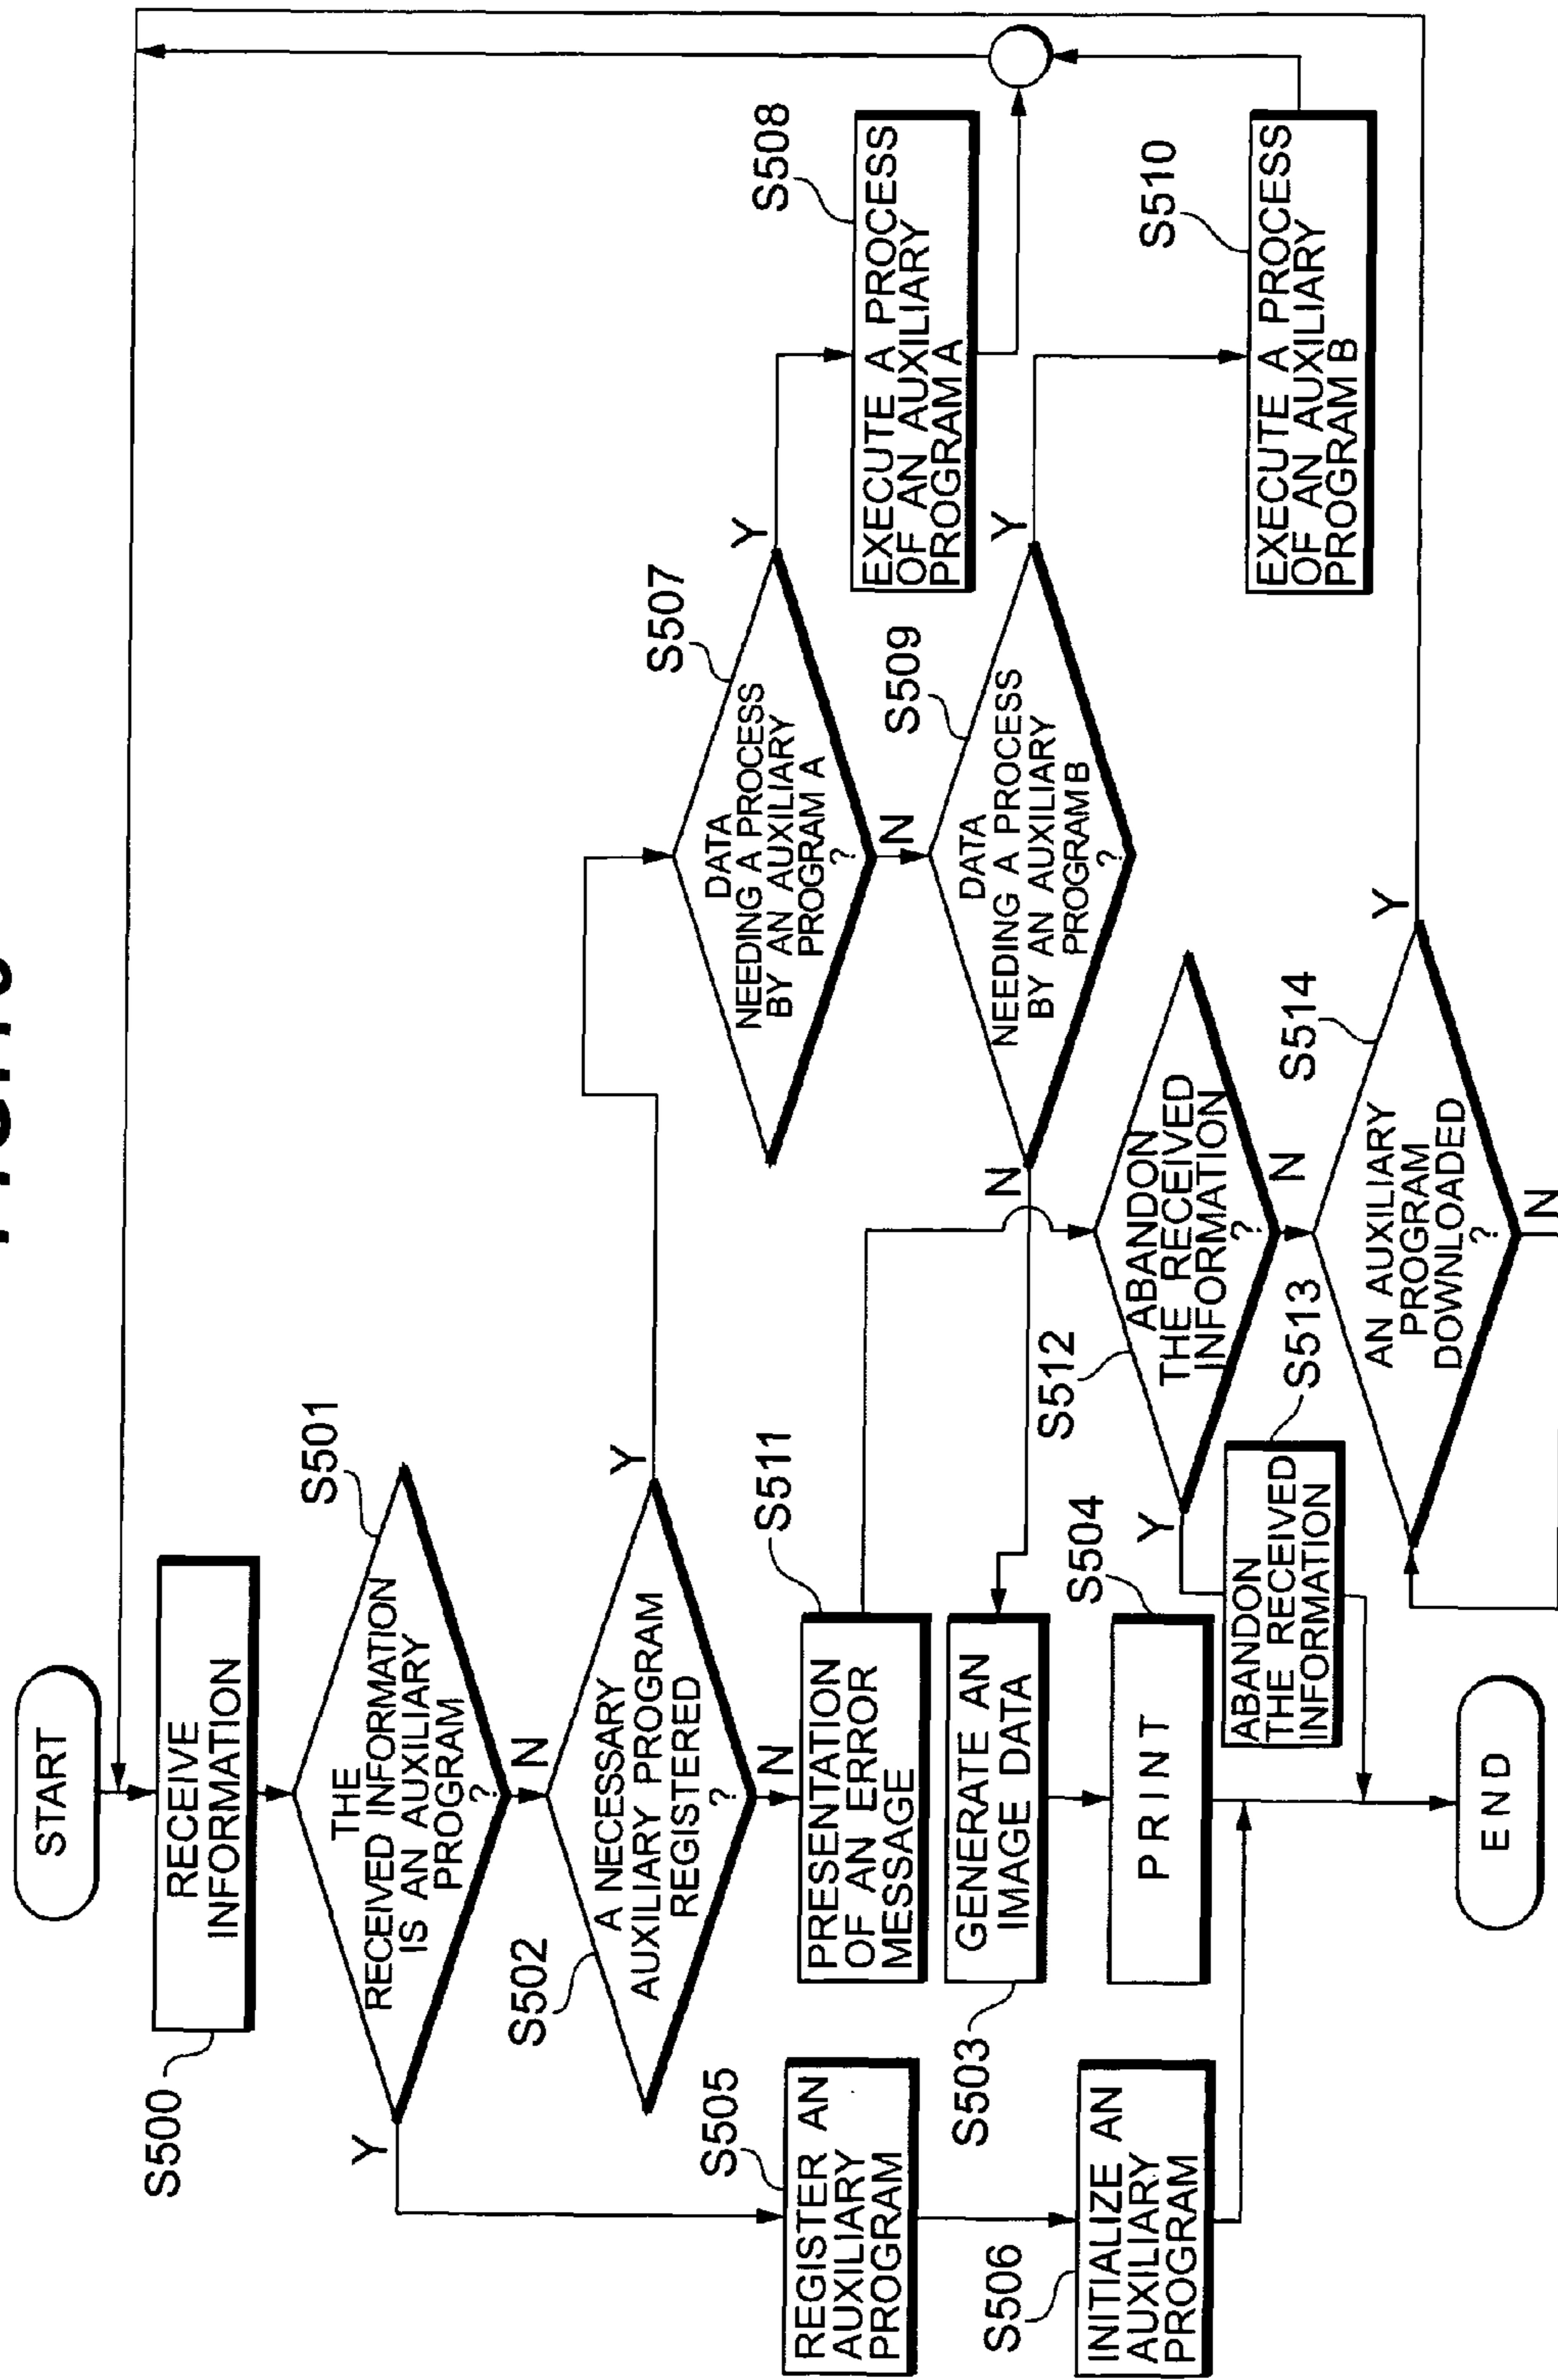 START
S500
RECEIVE
INFORMATION
S501
THE
RECEIVED INFORMATION
IS AN AUXILIARY
PROGRAM
?
Y
N
S502
A NECESSARY
AUXILIARY PROGRAM
REGISTERED
?
Y
N
S505
REGISTER AN
AUXILIARY
PROGRAM
S506
INITIALIZE AN
AUXILIARY
PROGRAM
S511
PRESENTATION
OF AN ERROR
MESSAGE
S503
GENERATE AN
IMAGE DATA
S504
PRINT
END
S507
DATA
NEEDING A PROCESS
BY AN AUXILIARY
PROGRAM A
?
Y
N
S508
EXECUTE A PROCESS
OF AN AUXILIARY
PROGRAM A
S509
DATA
NEEDING A PROCESS
BY AN AUXILIARY
PROGRAM B
?
Y
N
S510
EXECUTE A PROCESS
OF AN AUXILIARY
PROGRAM B
S512
ABANDON
THE RECEIVED
INFORMATION
?
Y
N
S513
ABANDON
THE RECEIVED
INFORMATION
S514
AN AUXILIARY
PROGRAM
DOWNLOADED
?
Y
N